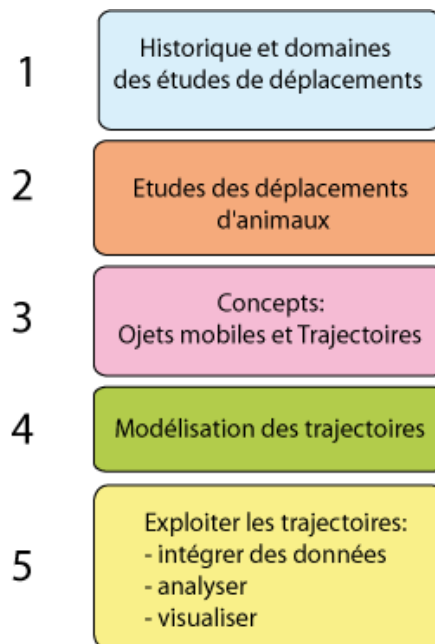 1
Historique et domaines
des études de déplacements
2
Etudes des déplacements
d'animaux
3
Concepts:
Ojets mobiles et Trajectoires
4
Modélisation des trajectoires
5
Exploiter les trajectoires:
- intégrer des données
- analyser
- visualiser